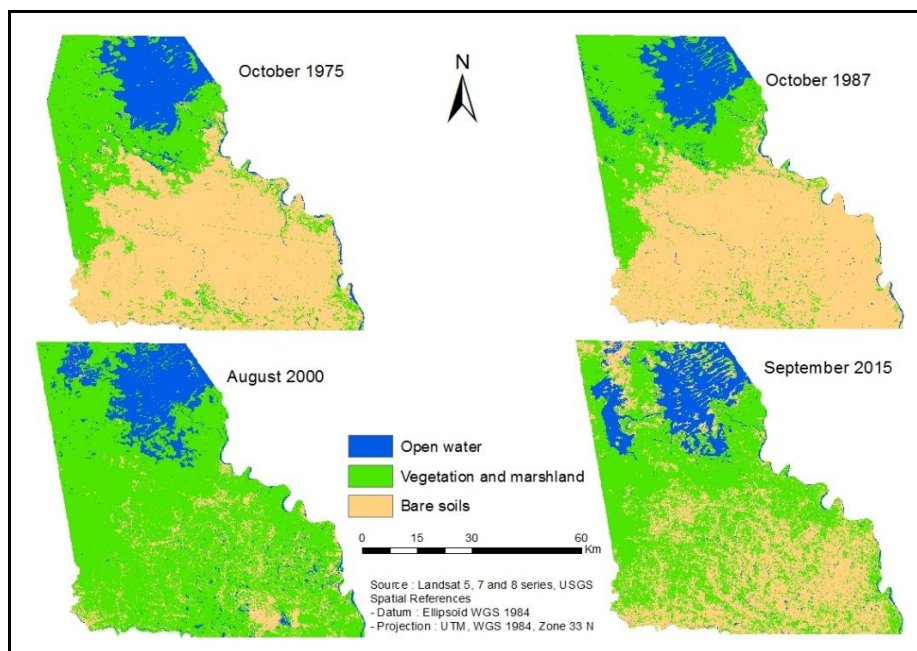 October 1975
N
October 1987
August 2000
September 2015
Open water
Vegetation and marshland
Bare soils
0 15 30 60
Km
Source : Landsat 5, 7 and 8 series, USGS
Spatial References
- Datum : Ellipsoid WGS 1984
- Projection : UTM, WGS 1984, Zone 33 N